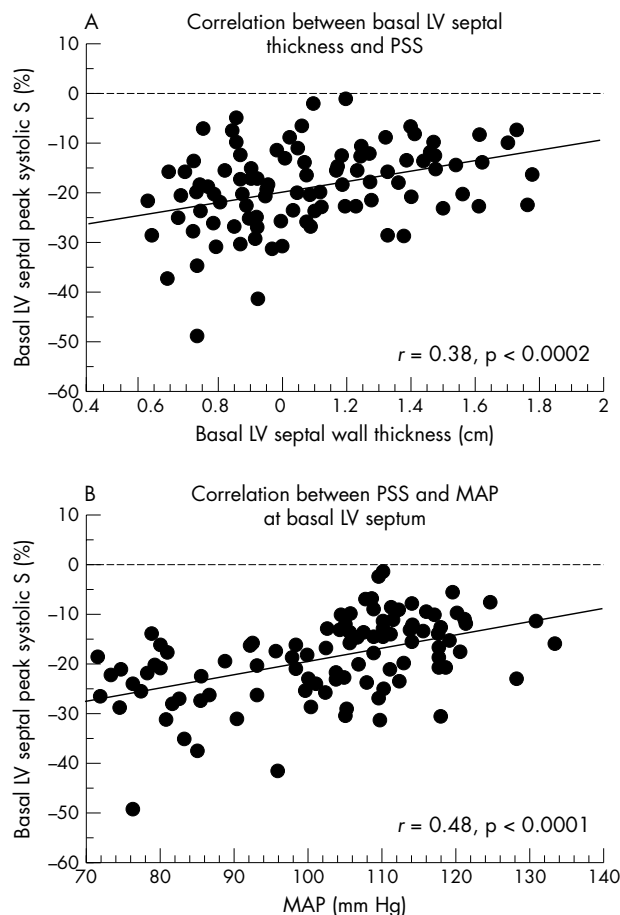 A
Correlation between basal LV septal
thickness and PSS
10
0
–10
–20
–30
–40
–50
–60
Basal LV septal peak systolic S (%)
0.4
0.6
0.8
0
1.2
1.4
1.6
1.8
2
Basal LV septal wall thickness (cm)
r = 0.38, p < 0.0002
B
Correlation between PSS and MAP
at basal LV septum
10
0
–10
–20
–30
–40
–50
–60
Basal LV septal peak systolic S (%)
70
80
90
100
110
120
130
140
MAP (mm Hg)
r = 0.48, p < 0.0001